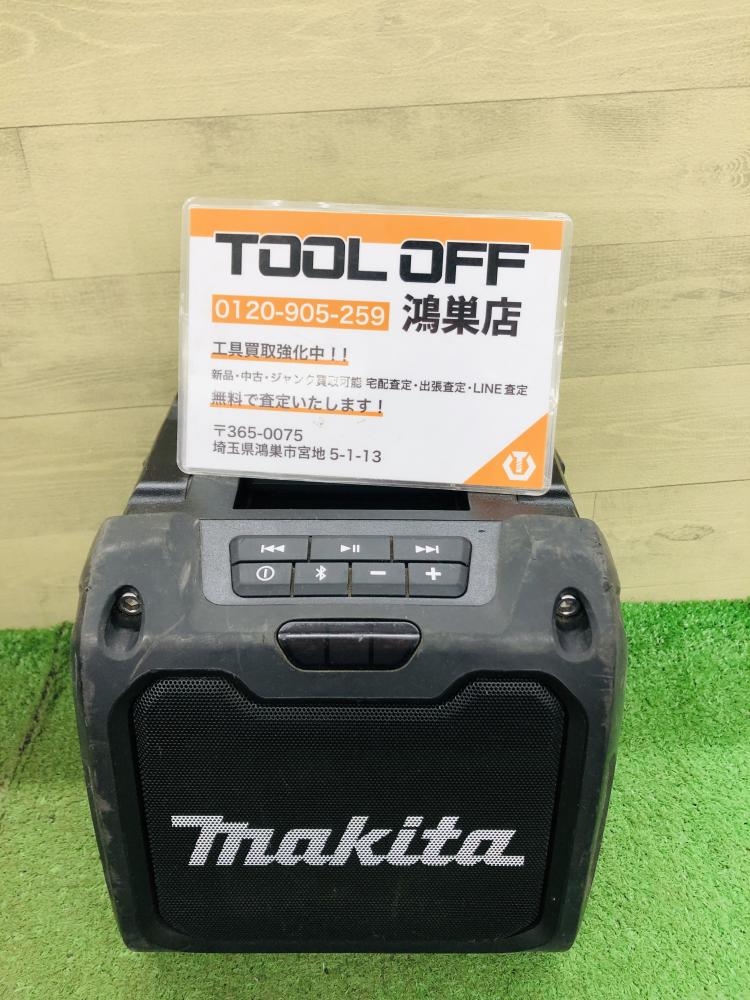 TOOL OFF
0120-905-259 鴻巣店
工具買取強化中！！
新品・中古・ジャンク買取可能 宅配査定・出張査定・LINE査定
無料で査定いたします！
〒365-0075
埼玉県鴻巣市宮地 5-1-13
makita